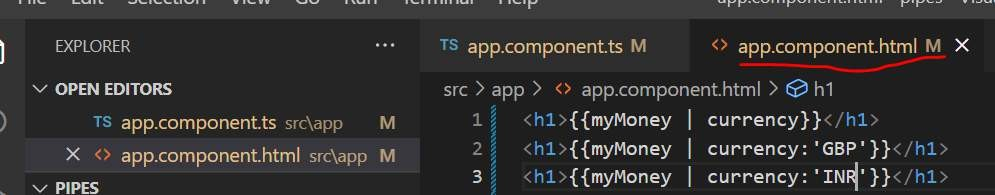 File Edit Selection View Go Run Terminal Help app.component.html - pipes - Visu
EXPLORER ···
TS app.component.ts M <> app.component.html M ×
OPEN EDITORS
src > app > <> app.component.html > h1
TS app.component.ts src\app M
1 <h1>{{myMoney | currency}}</h1>
× <> app.component.html src\app M
2 <h1>{{myMoney | currency:'GBP'}}</h1>
PIPES
3 <h1>{{myMoney | currency:'INR'}}</h1>